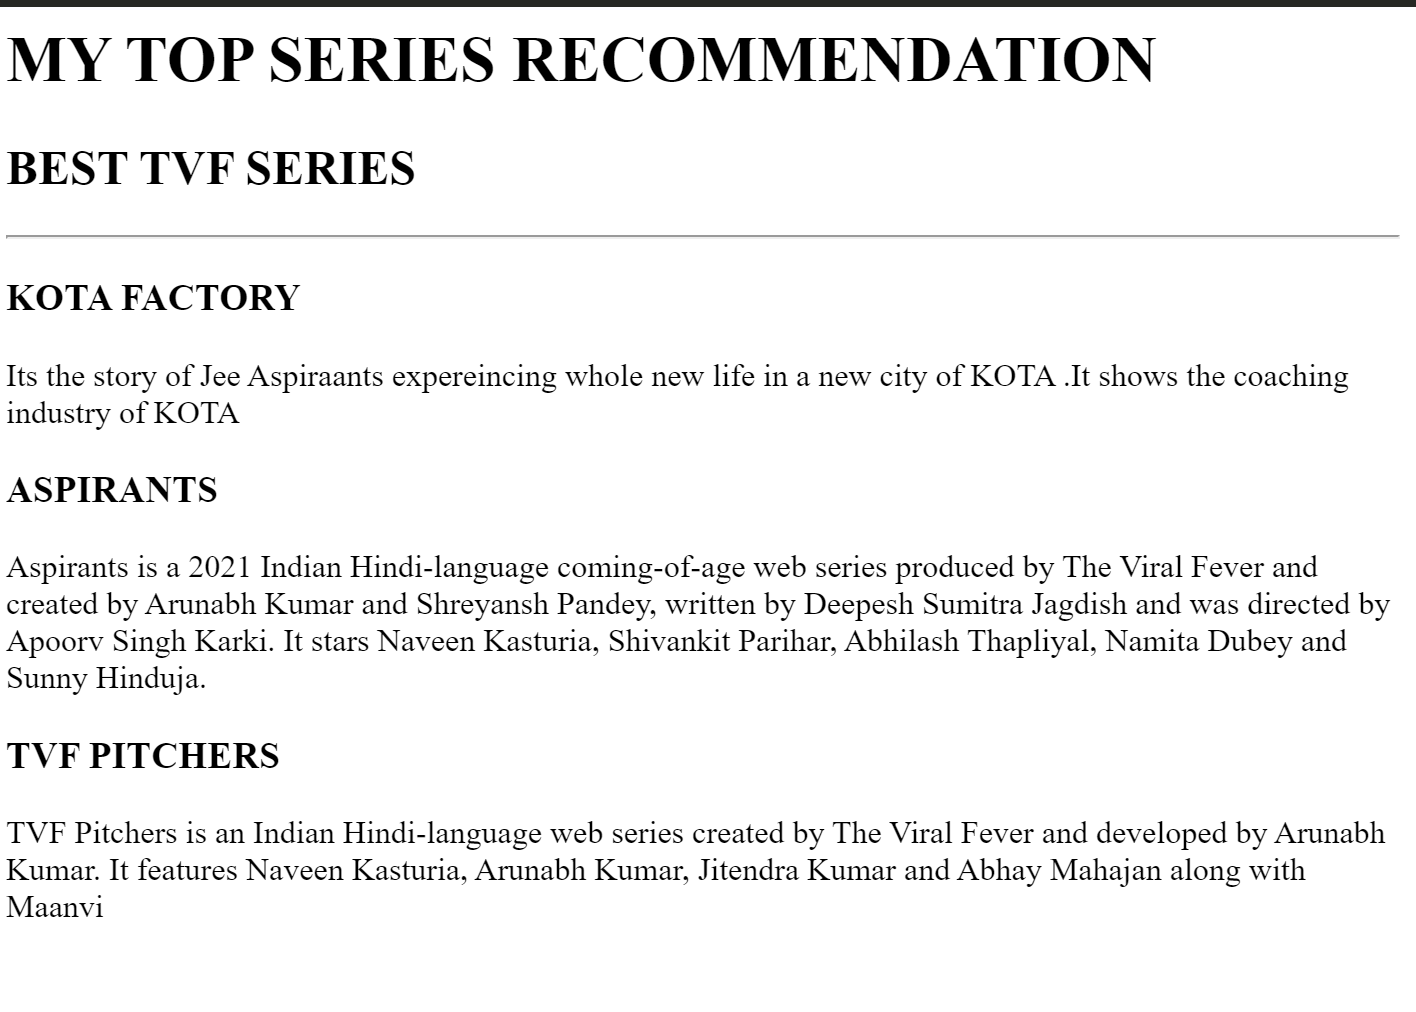 MY TOP SERIES RECOMMENDATION
BEST TVF SERIES
KOTA FACTORY
Its the story of Jee Aspiraants expereincing whole new life in a new city of KOTA .It shows the coaching
industry of KOTA
ASPIRANTS
Aspirants is a 2021 Indian Hindi-language coming-of-age web series produced by The Viral Fever and
created by Arunabh Kumar and Shreyansh Pandey, written by Deepesh Sumitra Jagdish and was directed by
Apoorv Singh Karki. It stars Naveen Kasturia, Shivankit Parihar, Abhilash Thapliyal, Namita Dubey and
Sunny Hinduja.
TVF PITCHERS
TVF Pitchers is an Indian Hindi-language web series created by The Viral Fever and developed by Arunabh
Kumar. It features Naveen Kasturia, Arunabh Kumar, Jitendra Kumar and Abhay Mahajan along with
Maanvi